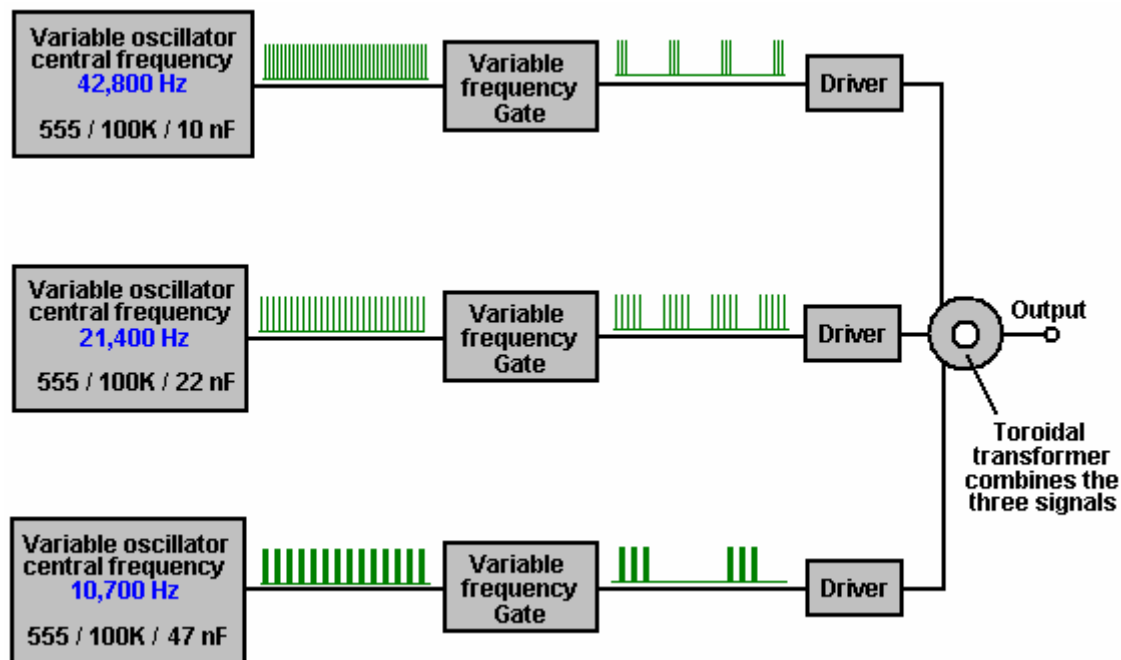 Variable oscillator
central frequency
42,800 Hz
555 / 100K / 10 nF
Variable
frequency
Gate
Driver
Variable oscillator
central frequency
21,400 Hz
555 / 100K / 22 nF
Variable
frequency
Gate
Driver
Output
Toroidal
transformer
combines the
three signals
Variable oscillator
central frequency
10,700 Hz
555 / 100K / 47 nF
Variable
frequency
Gate
Driver